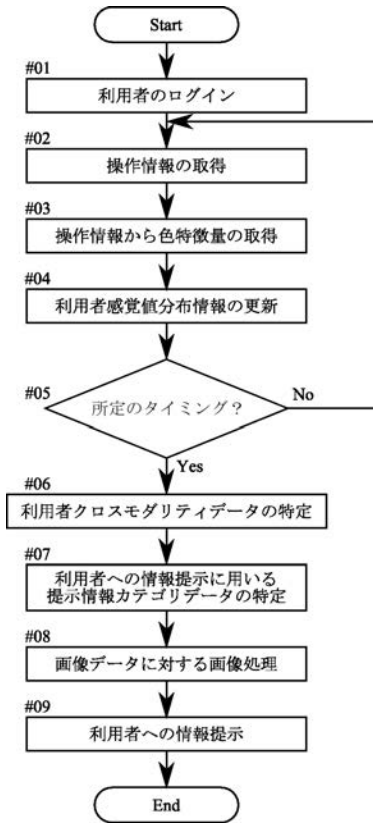 Start
#01
利用者のログイン
#02
操作情報の取得
#03
操作情報から色特徴量の取得
#04
利用者感覚値分布情報の更新
#05
所定のタイミング？
No
Yes
#06
利用者クロスモダリティデータの特定
#07
利用者への情報提示に用いる
提示情報カテゴリデータの特定
#08
画像データに対する画像処理
#09
利用者への情報提示
End